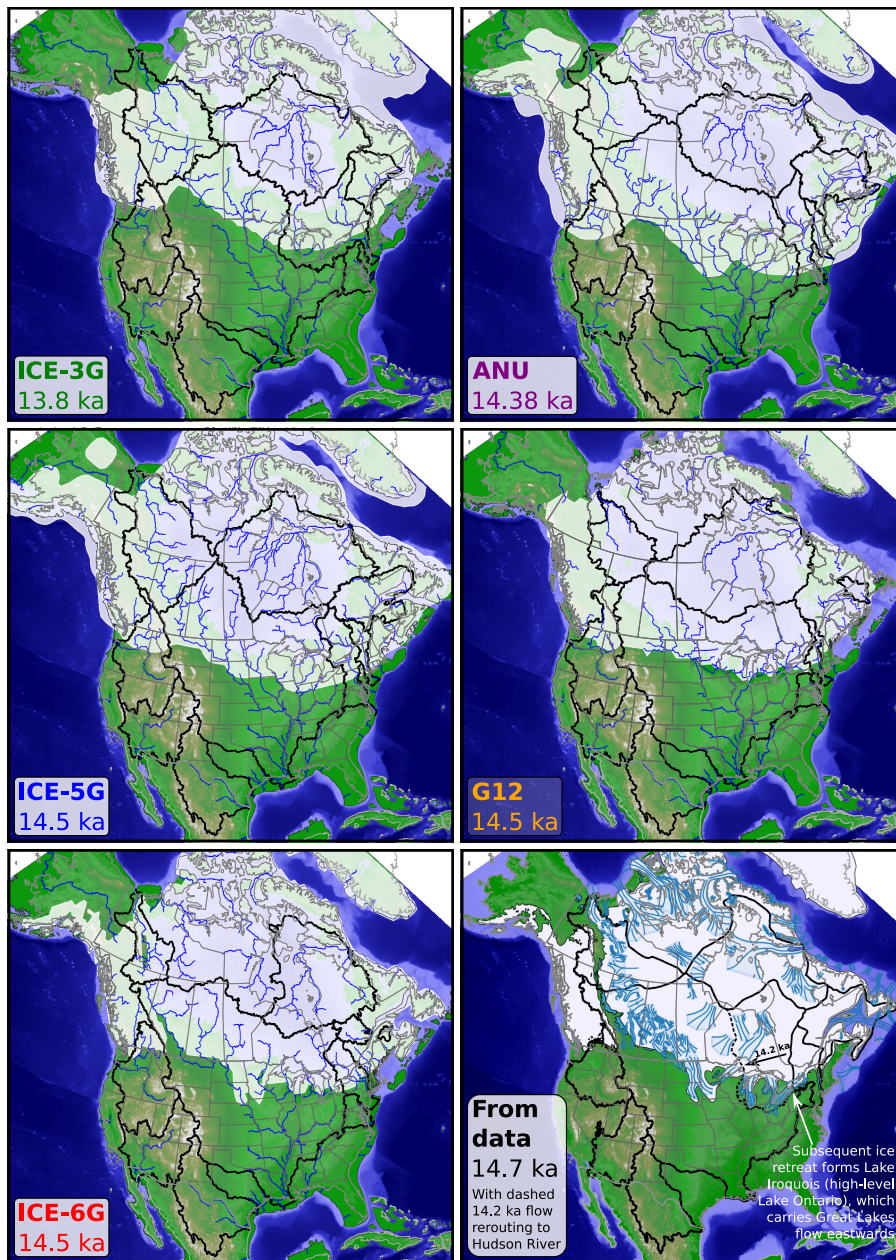 ICE-3G
13.8 ka
ANU
14.38 ka
ICE-5G
14.5 ka
G12
14.5 ka
ICE-6G
14.5 ka
14.2 ka
From
data
14.7 ka
With dashed
14.2 ka flow
rerouting to
Hudson River
Subsequent ice
retreat forms Lake
Iroquois (high-level
Lake Ontario), which
carries Great Lakes
flow eastwards